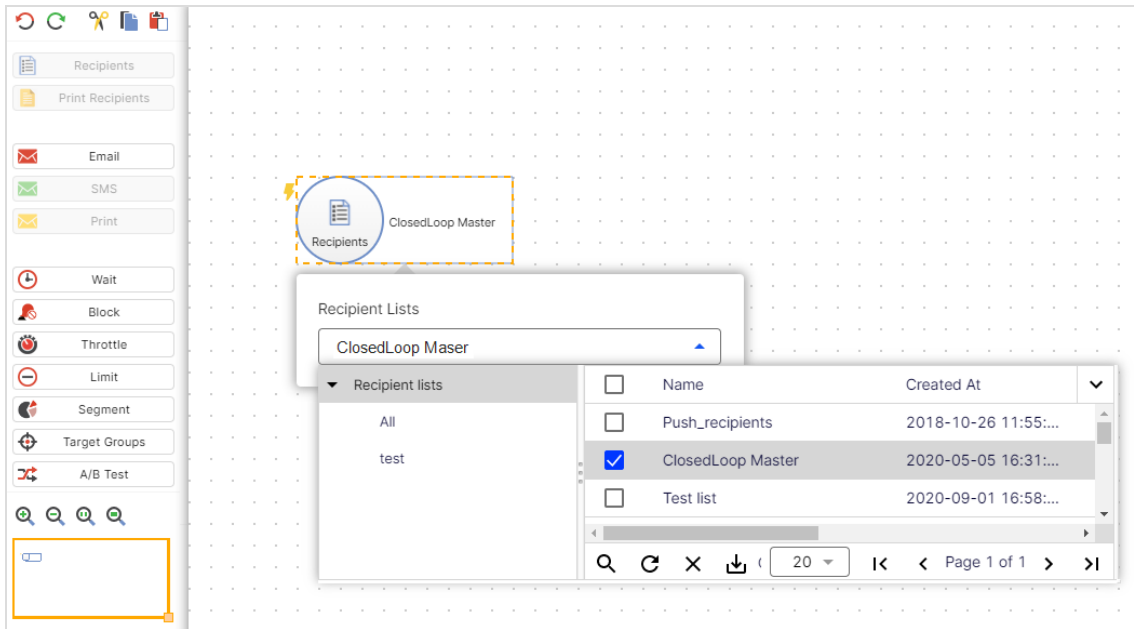 Recipients
Print Recipients
Email
SMS
Print
Wait
Block
Throttle
Limit
Segment
Target Groups
A/B Test
Recipients
ClosedLoop Master
Recipient Lists
ClosedLoop Maser
Recipient lists
All
test
Name Created At
Push_recipients 2018-10-26 11:55:...
ClosedLoop Master 2020-05-05 16:31:...
Test list 2020-09-01 16:58:...
20 Page 1 of 1